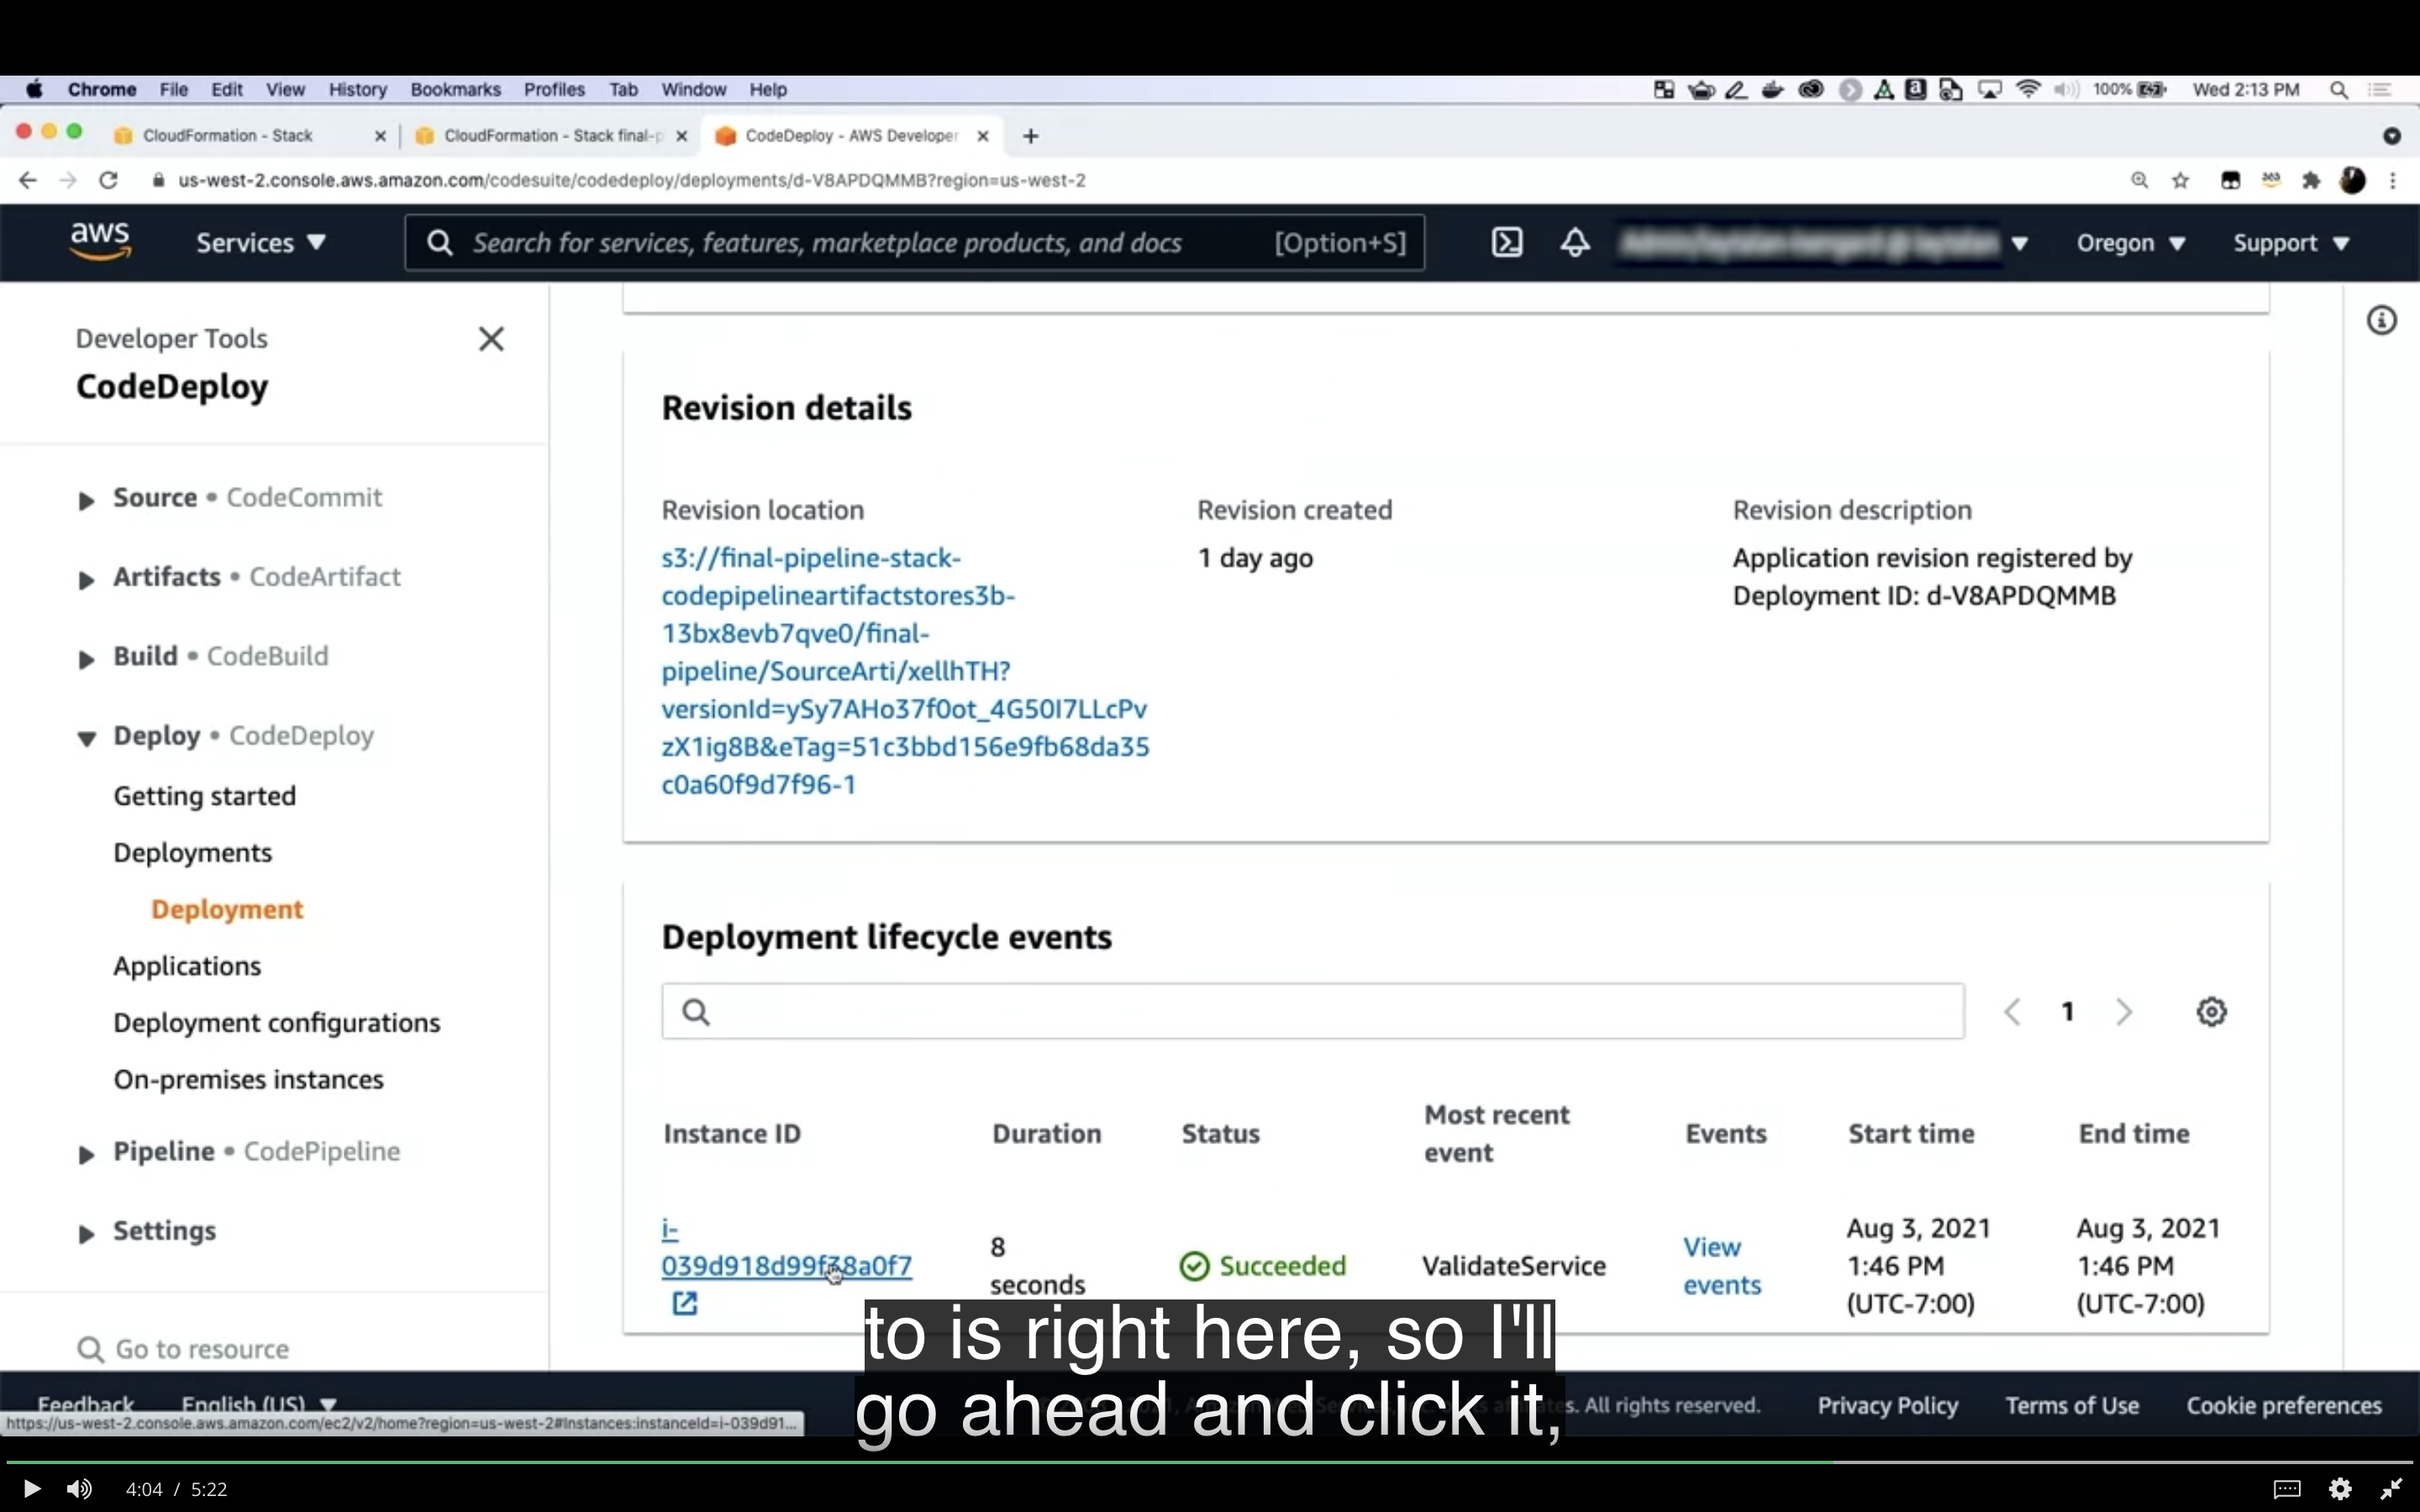 Chrome File Edit View History Bookmarks Profiles Tab Window Help 100% Wed 2:13 PM
CloudFormation - Stack CloudFormation - Stack final-p CodeDeploy - AWS Developer
us-west-2.console.aws.amazon.com/codesuite/codedeploy/deployments/d-V8APDQMMB?region=us-west-2
aws Services Search for services, features, marketplace products, and docs [Option+S] Oregon Support
Developer Tools
CodeDeploy
Source • CodeCommit
Artifacts • CodeArtifact
Build • CodeBuild
Deploy • CodeDeploy
Getting started
Deployments
Deployment
Applications
Deployment configurations
On-premises instances
Pipeline • CodePipeline
Settings
Go to resource
Revision details
Revision location
s3://final-pipeline-stack-
codepipelineartifactstores3b-
13bx8evb7qve0/final-
pipeline/SourceArti/xellhTH?
versionId=ySy7AHo37f0ot_4G50I7LLcPv
zX1ig8B&eTag=51c3bbd156e9fb68da35
c0a60f9d7f96-1
Revision created
1 day ago
Revision description
Application revision registered by
Deployment ID: d-V8APDQMMB
Deployment lifecycle events
1
Instance ID Duration Status Most recent event Events Start time End time
i-
039d918d99f38a0f7
8
seconds
Succeeded
ValidateService
View
events
Aug 3, 2021
1:46 PM
(UTC-7:00)
Aug 3, 2021
1:46 PM
(UTC-7:00)
to is right here, so I'll
go ahead and click it,
Feedback English (US) s. All rights reserved. Privacy Policy Terms of Use Cookie preferences
https://us-west-2.console.aws.amazon.com/ec2/v2/home?region=us-west-2#Instances:instanceId=i-039d91...
4:04 / 5:22